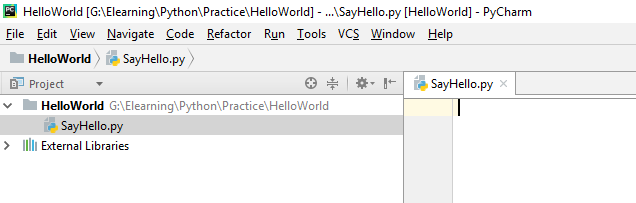 PC HelloWorld [G:\Elearning\Python\Practice\HelloWorld] - ...\SayHello.py [HelloWorld] - PyCharm
File Edit View Navigate Code Refactor Run Tools VCS Window Help
HelloWorld SayHello.py
Project SayHello.py
HelloWorld G:\Elearning\Python\Practice\HelloWorld
SayHello.py
External Libraries